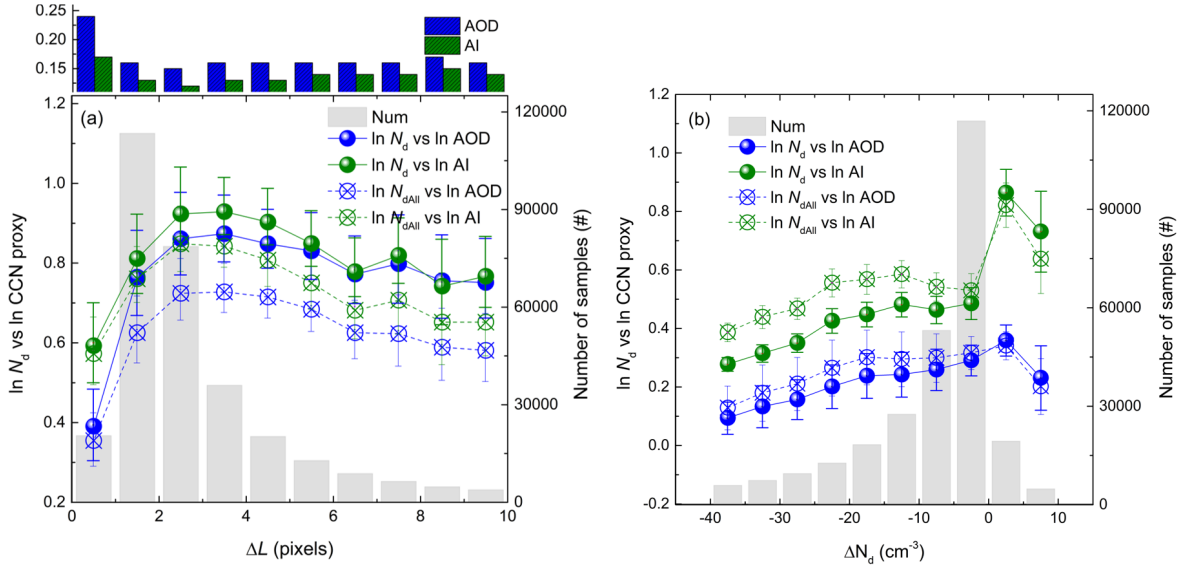 0.25
0.20
0.15
AOD
AI
1.2
1.0
0.8
0.6
0.4
0.2
ln Nd vs ln CCN proxy
(a)
Num
ln Nd vs ln AOD
ln Nd vs ln AI
ln NdAll vs ln AOD
ln NdAll vs ln AI
120000
90000
60000
30000
0
Number of samples (#)
0 2 4 6 8 10
ΔL (pixels)
1.2
1.0
0.8
0.6
0.4
0.2
0.0
-0.2
ln Nd vs ln CCN proxy
(b)
Num
ln Nd vs ln AOD
ln Nd vs ln AI
ln NdAll vs ln AOD
ln NdAll vs ln AI
120000
90000
60000
30000
0
Number of samples (#)
-40 -30 -20 -10 0 10
ΔNd (cm-3)